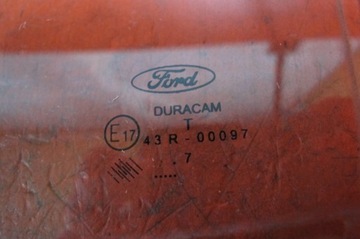 Ford
DURACAM
T
E17 43R-00097
. 7
.....